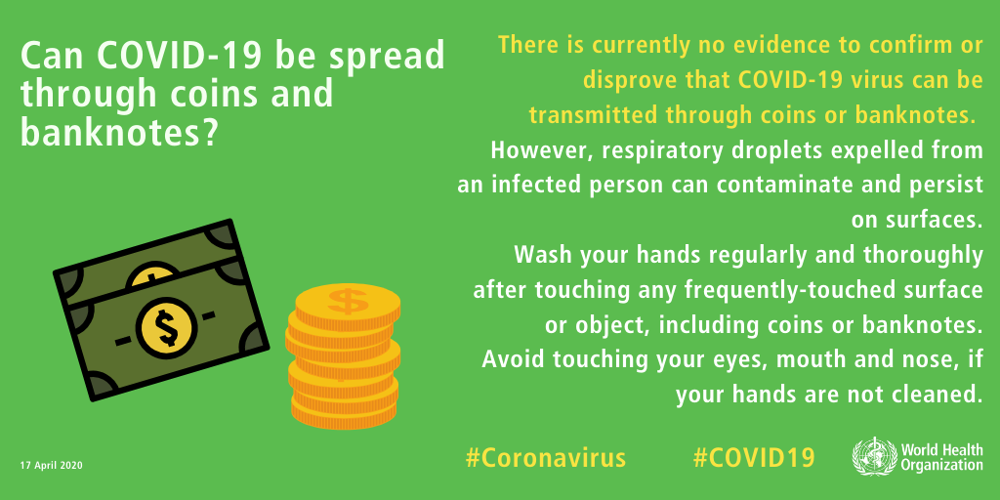 Can COVID-19 be spread
through coins and
banknotes?
There is currently no evidence to confirm or
disprove that COVID-19 virus can be
transmitted through coins or banknotes.
However, respiratory droplets expelled from
an infected person can contaminate and persist
on surfaces.
Wash your hands regularly and thoroughly
after touching any frequently-touched surface
or object, including coins or banknotes.
Avoid touching your eyes, mouth and nose, if
your hands are not cleaned.
$
$
17 April 2020
#Coronavirus #COVID19
World Health
Organization